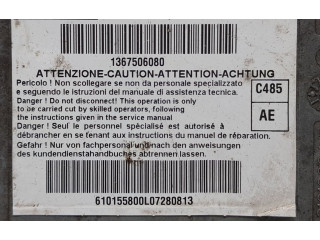 1367506080
ATTENZIONE-CAUTION-ATTENTION-ACHTUNG
Pericolo ! Non scollegare se non da personale specializzato
e seguendo le istruzioni del manuale di assistenza tecnica.
Danger ! Do not disconnect! This operation is only
to be carried cut by skilled operators, following
the instructions given in the service manual
Danger ! Seul le personnel spécialisé est autorisé à
débrancher en se tenant aux instructions du manuel de réparation.
Gefahr ! Nur von fachpersonal und nach den anweisungen
des kundendienstahdbuches abtrennen lassen.
C485
AE
610155800L07280813